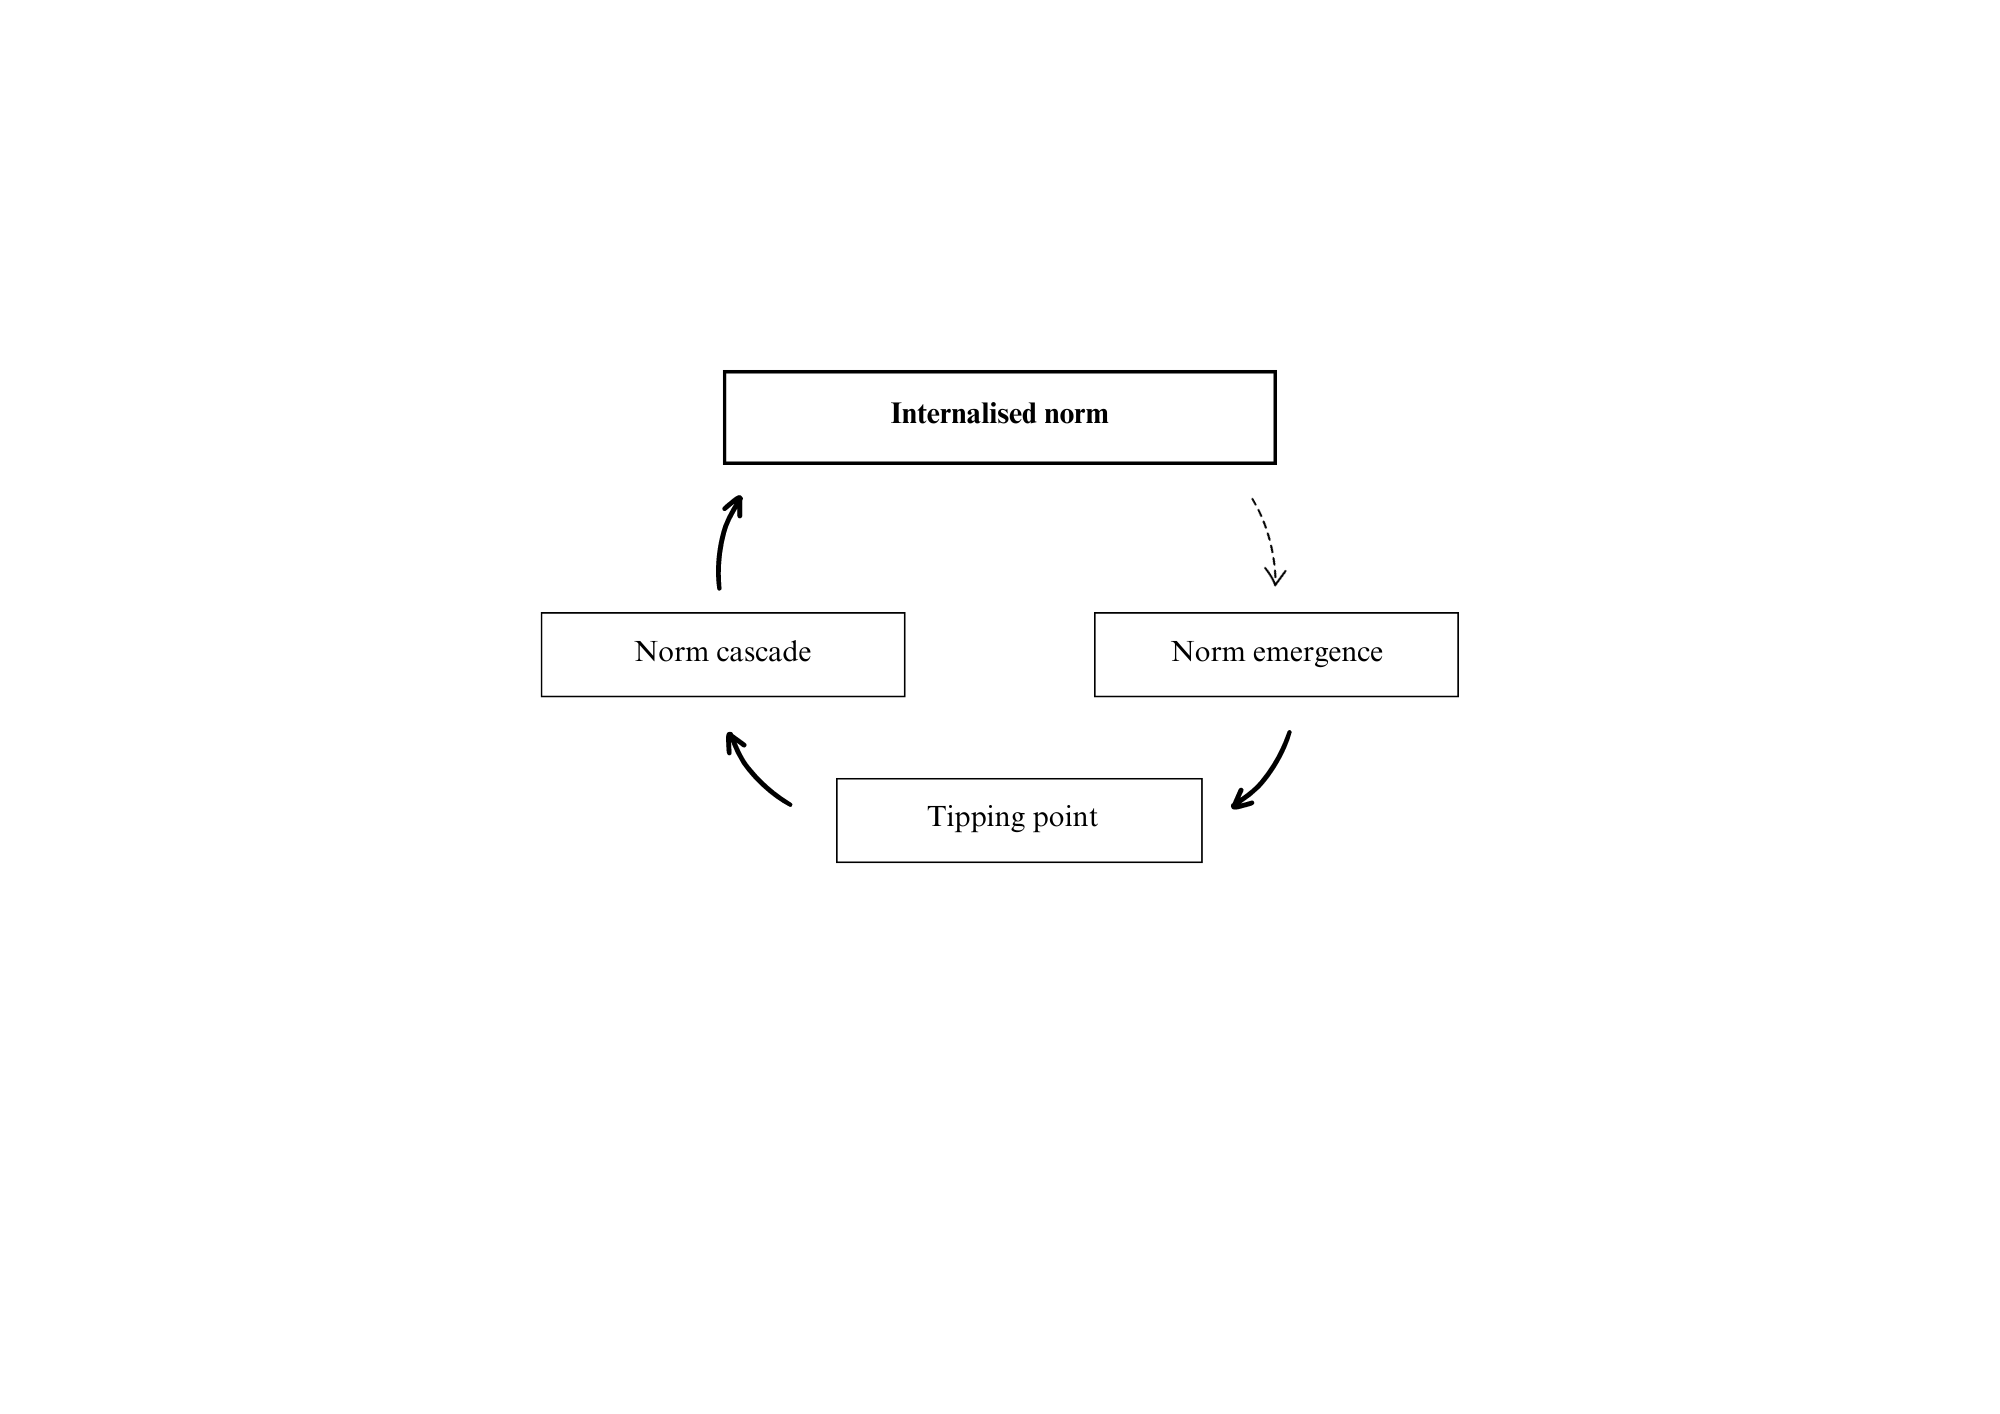 Internalised norm
Norm cascade
Norm emergence
Tipping point